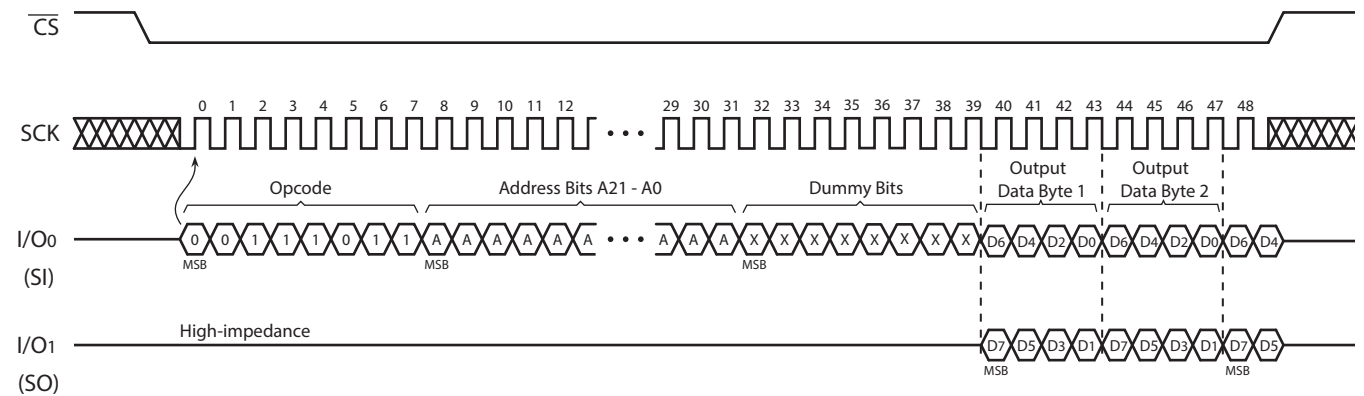 CS
SCK
0 1 2 3 4 5 6 7 8 9 10 11 12 29 30 31 32 33 34 35 36 37 38 39 40 41 42 43 44 45 46 47 48
Opcode Address Bits A21 - A0 Dummy Bits Output Data Byte 1 Output Data Byte 2
I/O0 (SI)
0 0 1 1 1 0 1 1 A A A A A A A A A X X X X X X X X D6 D4 D2 D0 D6 D4 D2 D0 D6 D4
MSB MSB MSB
High-impedance
I/O1 (SO)
D7 D5 D3 D1 D7 D5 D3 D1 D7 D5
MSB MSB